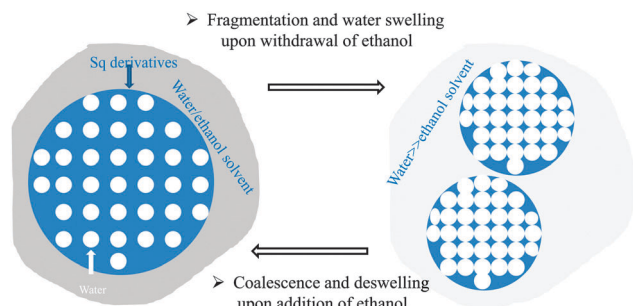 ➢ Fragmentation and water swelling
upon withdrawal of ethanol
Sq derivatives
Water/ethanol solvent
Water>>ethanol solvent
Water
➢ Coalescence and deswelling
upon addition of ethanol